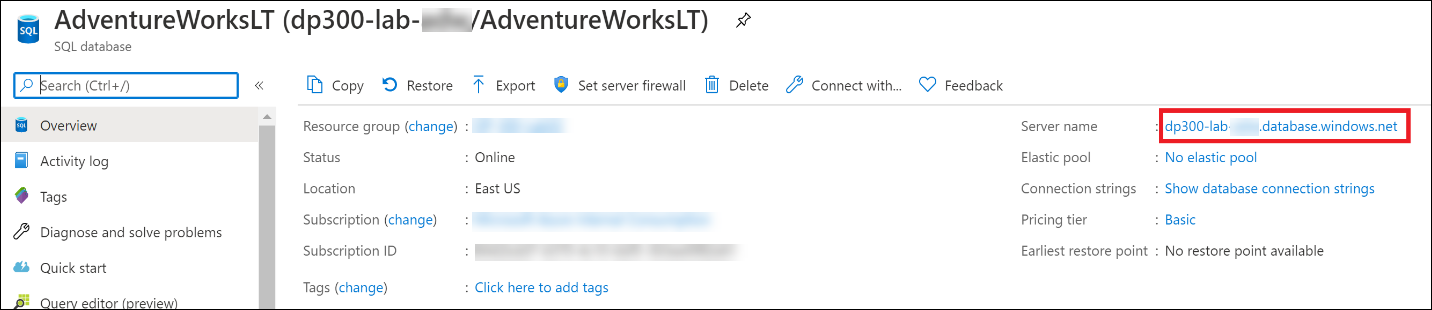 AdventureWorksLT (dp300-lab- /AdventureWorksLT)
SQL
SQL database
Search (Ctrl+/)
«
Copy
Restore
Export
Set server firewall
Delete
Connect with...
Feedback
Overview
Activity log
Tags
Diagnose and solve problems
Quick start
Query editor (preview)
Resource group (change) :
Status : Online
Location : East US
Subscription (change) :
Subscription ID :
Tags (change) : Click here to add tags
Server name : dp300-lab- .database.windows.net
Elastic pool : No elastic pool
Connection strings : Show database connection strings
Pricing tier : Basic
Earliest restore point : No restore point available